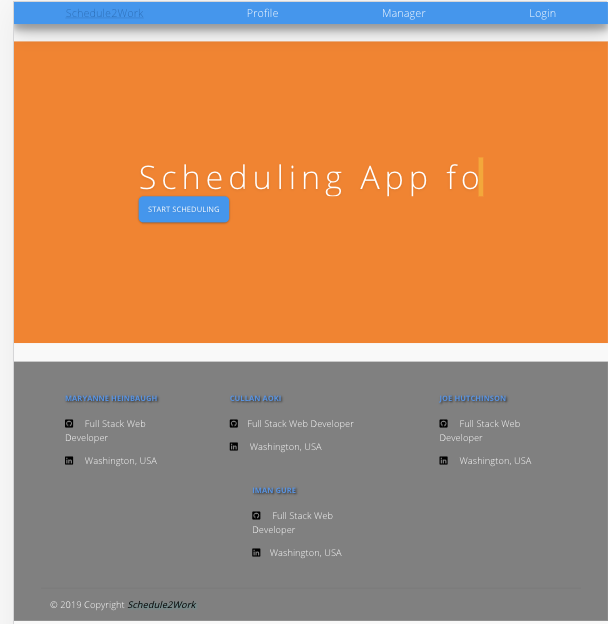 Schedule2Work Profile Manager Login
Scheduling App fo
START SCHEDULING
MARYANNE HEINBAUGH
Full Stack Web
Developer
Washington, USA
CULLAN AOKI
Full Stack Web Developer
Washington, USA
JOE HUTCHINSON
Full Stack Web
Developer
Washington, USA
IMAN GURE
Full Stack Web
Developer
Washington, USA
© 2019 Copyright Schedule2Work